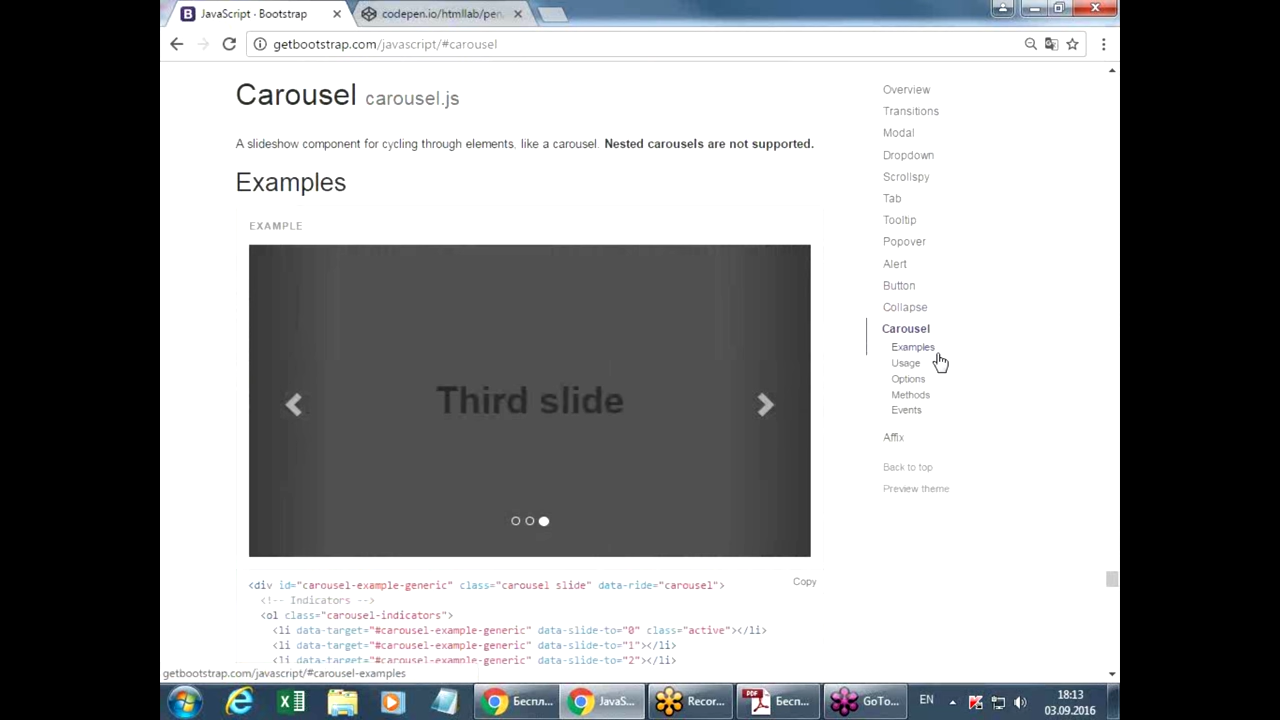 JavaScript · Bootstrap
codepen.io/htmllab/pen
getbootstrap.com/javascript/#carousel
Carousel carousel.js
A slideshow component for cycling through elements, like a carousel. Nested carousels are not supported.
Examples
EXAMPLE
Third slide
Copy
<div id="carousel-example-generic" class="carousel slide" data-ride="carousel">
<!-- Indicators -->
<ol class="carousel-indicators">
<li data-target="#carousel-example-generic" data-slide-to="0" class="active"></li>
<li data-target="#carousel-example-generic" data-slide-to="1"></li>
<li data-target="#carousel-example-generic" data-slide-to="2"></li>
Overview
Transitions
Modal
Dropdown
Scrollspy
Tab
Tooltip
Popover
Alert
Button
Collapse
Carousel
Examples
Usage
Options
Methods
Events
Affix
Back to top
Preview theme
getbootstrap.com/javascript/#carousel-examples
Беспл...
JavaS...
Recor...
PDF
Беспл...
GoTo...
EN
18:13
03.09.2016